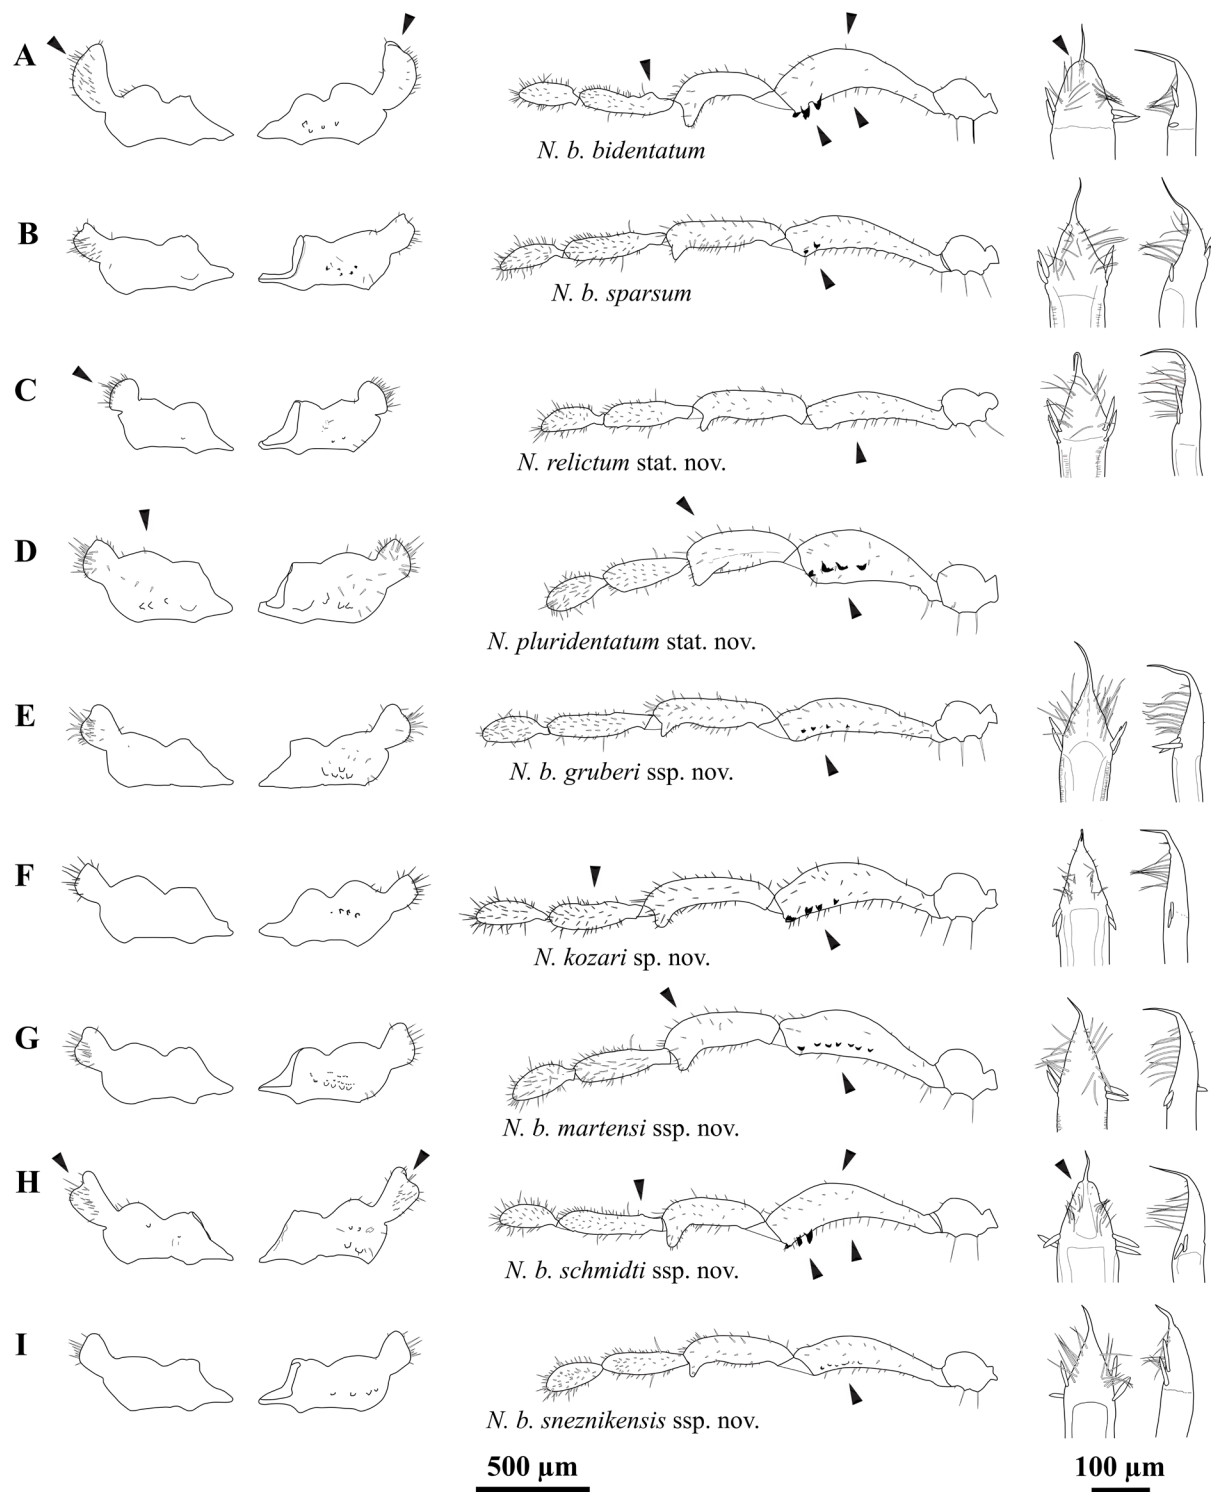 A
N. b. bidentatum
B
N. b. sparsum
C
N. relictum stat. nov.
D
N. pluridentatum stat. nov.
E
N. b. gruberi ssp. nov.
F
N. kozari sp. nov.
G
N. b. martensi ssp. nov.
H
N. b. schmidti ssp. nov.
I
N. b. sneznikensis ssp. nov.
500 µm
100 µm